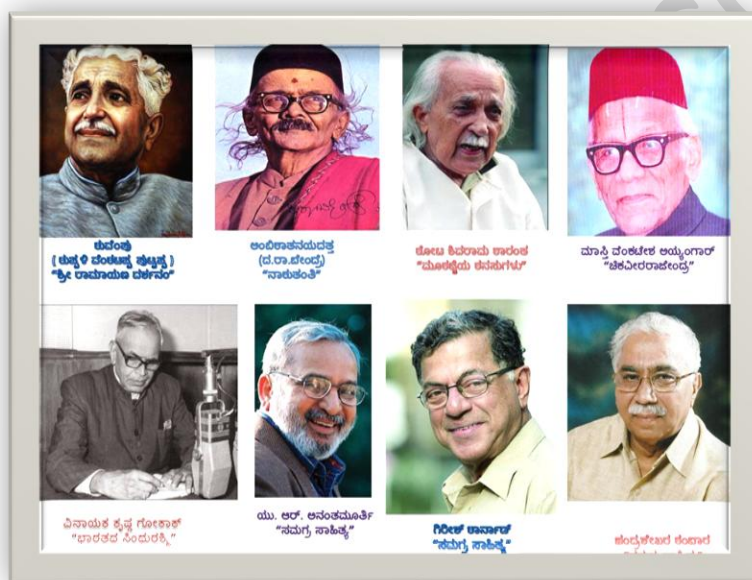 ಕುವೆಂಪು
( ಕುಪ್ಪಳಿ ವೆಂಕಟಪ್ಪ ಪುಟ್ಟಪ್ಪ )
"ಶ್ರೀ ರಾಮಾಯಣ ದರ್ಶನಂ"
ಅಂಬಿಕಾತನಯದತ್ತ
(ದ.ರಾ.ಬೇಂದ್ರೆ)
"ನಾಕುತಂತಿ"
ಕೋಟ ಶಿವರಾಮ ಕಾರಂತ
"ಮೂಕಜ್ಜಿಯ ಕನಸುಗಳು"
ಮಾಸ್ತಿ ವೆಂಕಟೇಶ ಅಯ್ಯಂಗಾರ್
"ಚಿಕವೀರರಾಜೇಂದ್ರ"
ವಿನಾಯಕ ಕೃಷ್ಣ ಗೋಕಾಕ್
"ಭಾರತದ ಸಿಂಧುರಶ್ಮಿ"
ಯು. ಆರ್. ಅನಂತಮೂರ್ತಿ
"ಸಮಗ್ರ ಸಾಹಿತ್ಯ"
ಗಿರೀಶ್ ಕಾರ್ನಾಡ್
"ಸಮಗ್ರ ಸಾಹಿತ್ಯ"
ಚಂದ್ರಶೇಖರ ಕಂಬಾರ